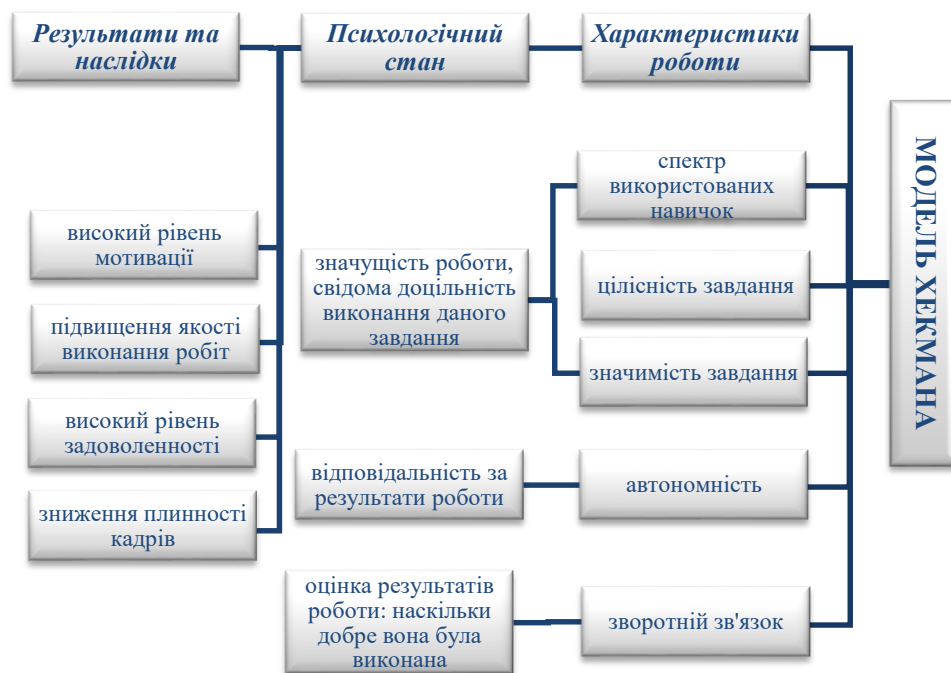 Результати та
наслідки
Психологічний
стан
Характеристики
роботи
МОДЕЛЬ ХЕКМАНА
високий рівень
мотивації
підвищення якості
виконання робіт
високий рівень
задоволенності
зниження плинності
кадрів
значущість роботи,
свідома доцільність
виконання даного
завдання
відповідальність за
результати роботи
оцінка результатів
роботи: наскільки
добре вона була
виконана
спектр
використованих
навичок
цілісність завдання
значимість завдання
автономність
зворотній зв'язок